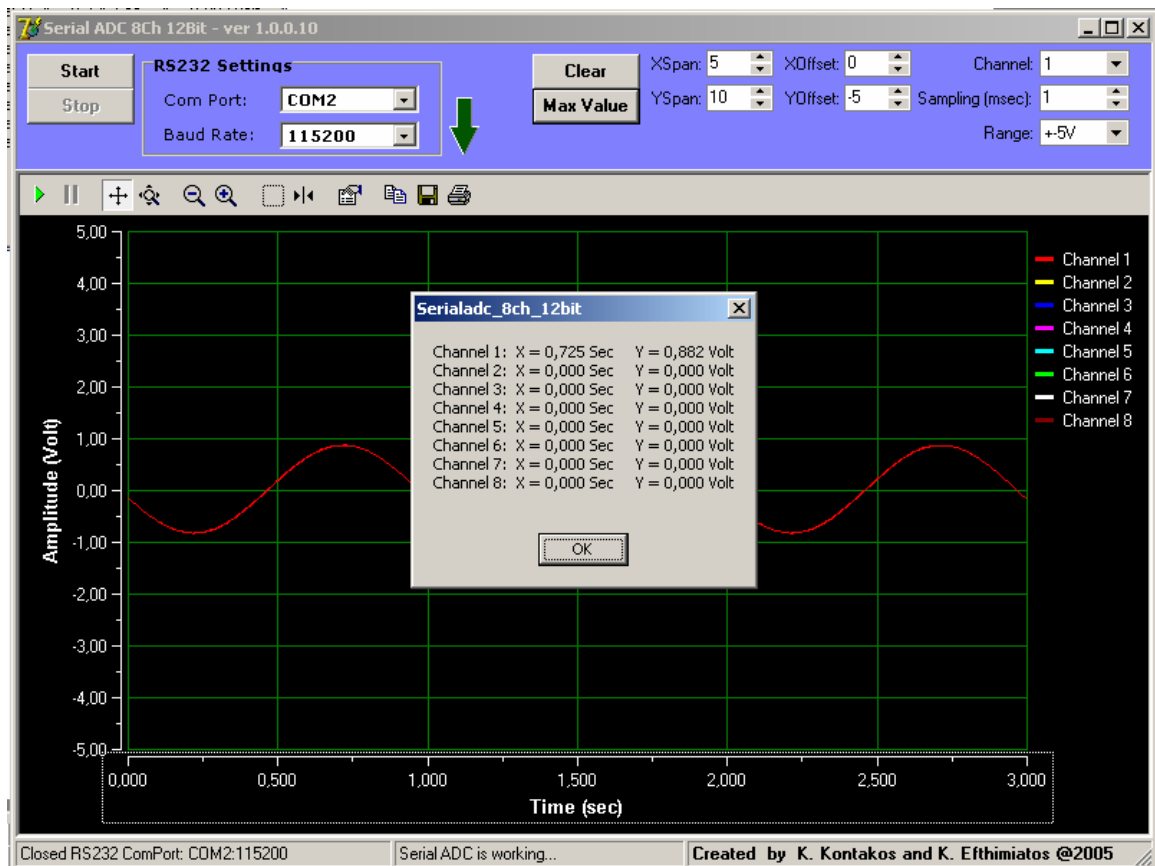 Serial ADC 8Ch 12Bit - ver 1.0.0.10
Start
Stop
RS232 Settings
Com Port: COM2
Baud Rate: 115200
Clear
Max Value
XSpan: 5 XOffset: 0 Channel: 1
YSpan: 10 YOffset: -5 Sampling (msec): 1
Range: +-5V
5,00
4,00
3,00
2,00
1,00
0,00
-1,00
-2,00
-3,00
-4,00
-5,00
Amplitude (Volt)
Channel 1
Channel 2
Channel 3
Channel 4
Channel 5
Channel 6
Channel 7
Channel 8
Serialadc_8ch_12bit
Channel 1: X = 0,725 Sec Y = 0,882 Volt
Channel 2: X = 0,000 Sec Y = 0,000 Volt
Channel 3: X = 0,000 Sec Y = 0,000 Volt
Channel 4: X = 0,000 Sec Y = 0,000 Volt
Channel 5: X = 0,000 Sec Y = 0,000 Volt
Channel 6: X = 0,000 Sec Y = 0,000 Volt
Channel 7: X = 0,000 Sec Y = 0,000 Volt
Channel 8: X = 0,000 Sec Y = 0,000 Volt
OK
0,000 0,500 1,000 1,500 2,000 2,500 3,000
Time (sec)
Closed RS232 ComPort: COM2:115200
Serial ADC is working...
Created by K. Kontakos and K. Efthimiatos @2005